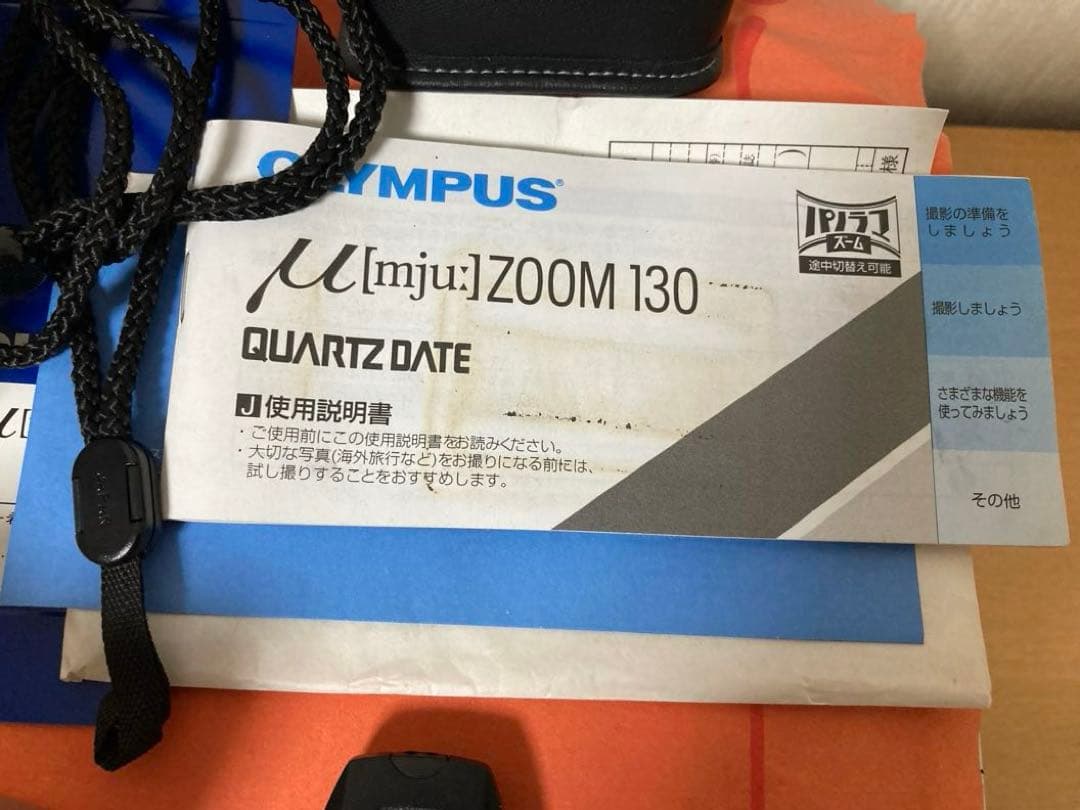 OLYMPUS®
μ[mju:]ZOOM 130
QUARTZ DATE
J 使用説明書
・ご使用前にこの使用説明書をお読みください。
・大切な写真(海外旅行など)をお撮りになる前には、
試し撮りすることをおすすめします。
パノラマ
ズーム
途中切替え可能
撮影の準備を
しましょう
撮影しましょう
さまざまな機能を
使ってみましょう
その他
様
μ[